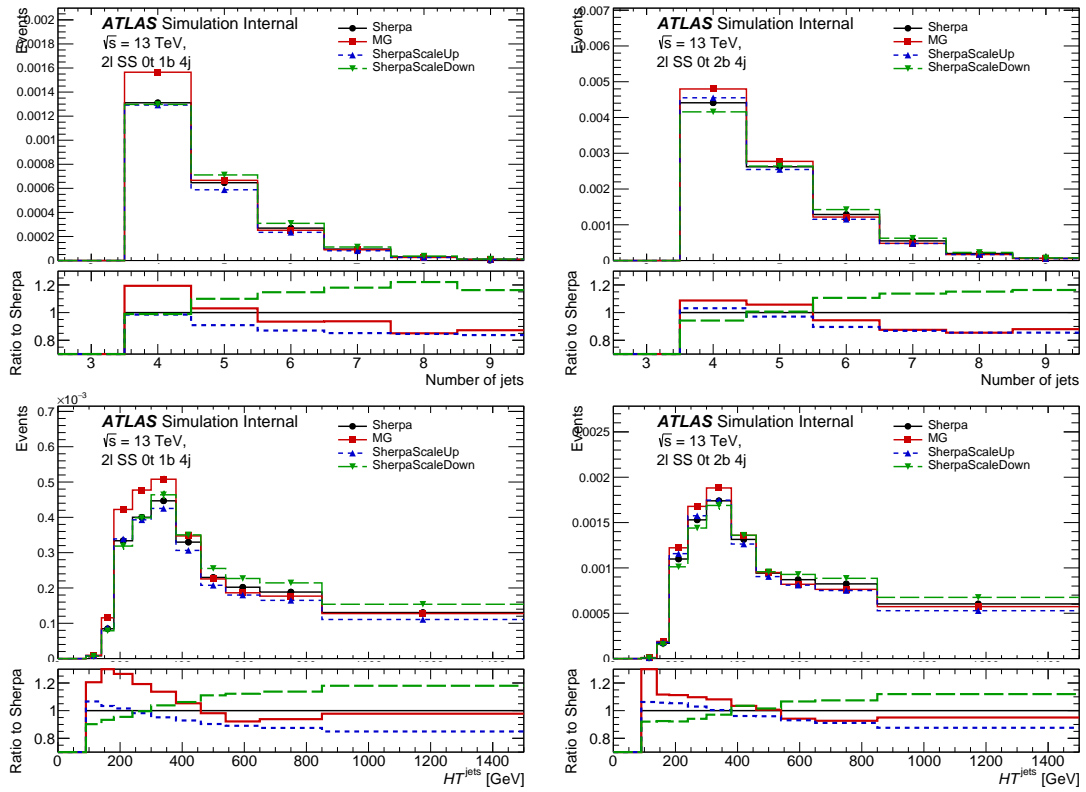 Events
0.002
0.0018
0.0016
0.0014
0.0012
0.001
0.0008
0.0006
0.0004
0.0002
0
ATLAS Simulation Internal
√s = 13 TeV,
2l SS 0t 1b 4j
Sherpa
MG
SherpaScaleUp
SherpaScaleDown
Ratio to Sherpa
1.2
1
0.8
3 4 5 6 7 8 9
Number of jets
Events
0.007
0.006
0.005
0.004
0.003
0.002
0.001
0
ATLAS Simulation Internal
√s = 13 TeV,
2l SS 0t 2b 4j
Sherpa
MG
SherpaScaleUp
SherpaScaleDown
Ratio to Sherpa
1.2
1
0.8
3 4 5 6 7 8 9
Number of jets
×10⁻³
Events
0.7
0.6
0.5
0.4
0.3
0.2
0.1
0
ATLAS Simulation Internal
√s = 13 TeV,
2l SS 0t 1b 4j
Sherpa
MG
SherpaScaleUp
SherpaScaleDown
Ratio to Sherpa
1.2
1
0.8
0 200 400 600 800 1000 1200 1400
HT^jets [GeV]
Events
0.0025
0.002
0.0015
0.001
0.0005
0
ATLAS Simulation Internal
√s = 13 TeV,
2l SS 0t 2b 4j
Sherpa
MG
SherpaScaleUp
SherpaScaleDown
Ratio to Sherpa
1.2
1
0.8
0 200 400 600 800 1000 1200 1400
HT^jets [GeV]